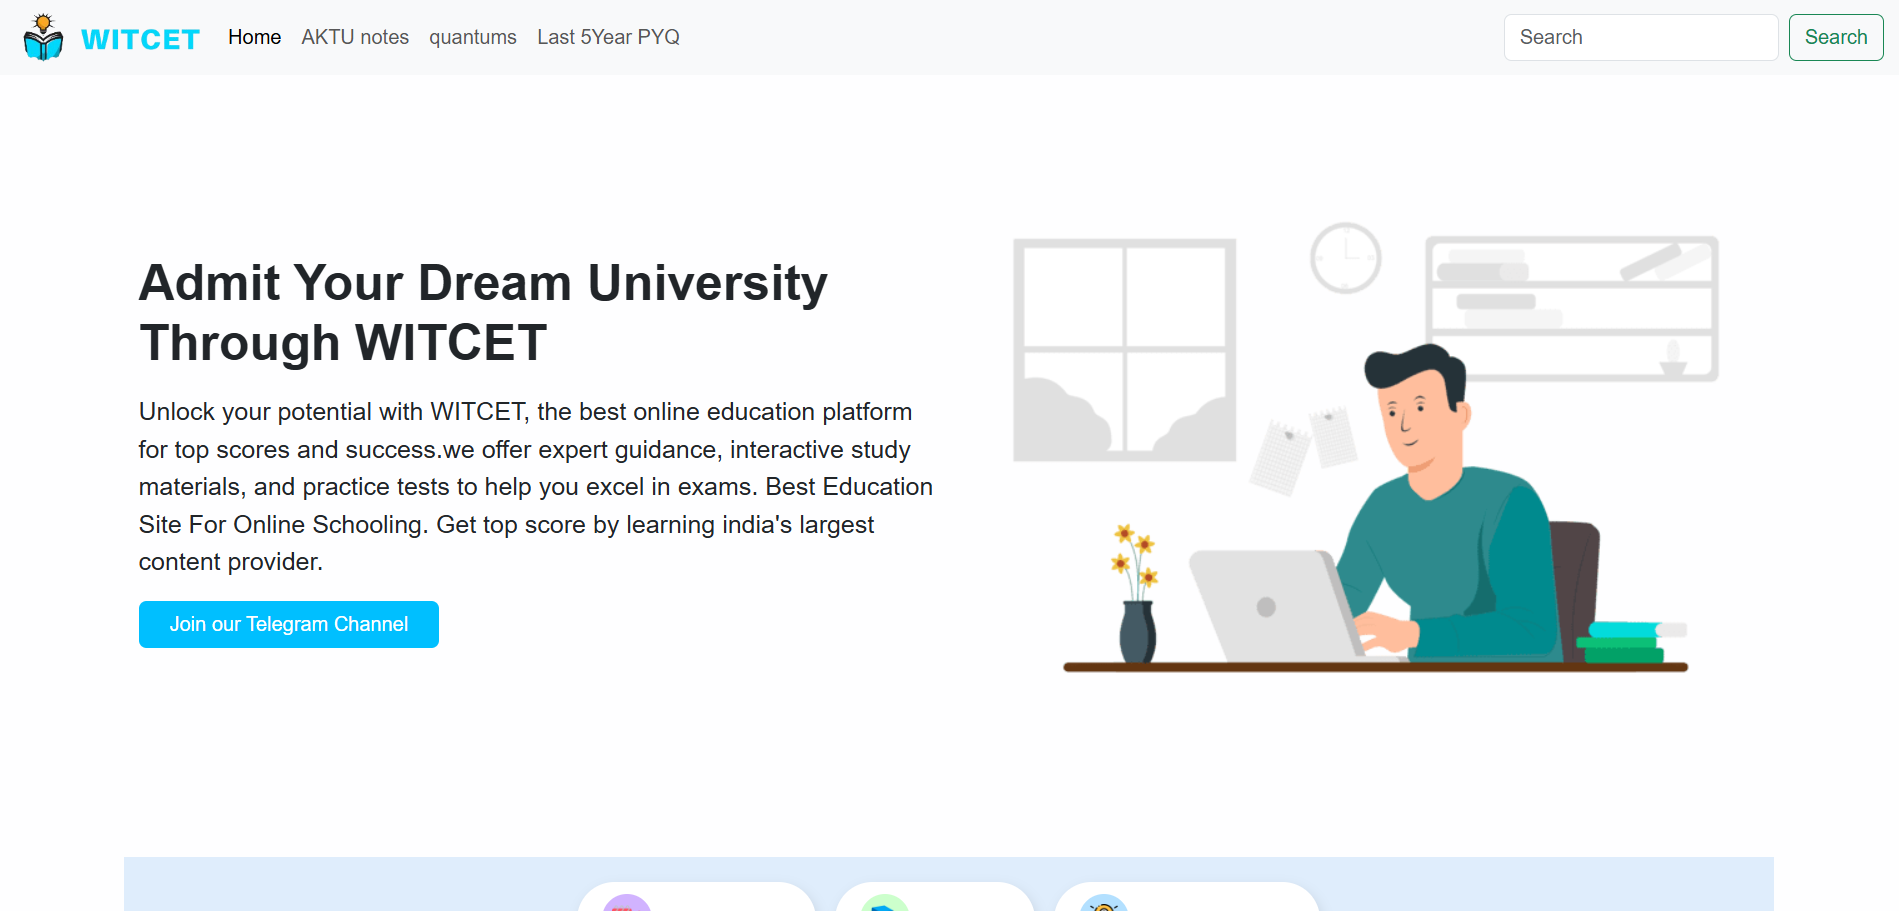 WITCET
Home
AKTU notes
quantums
Last 5Year PYQ
Search
Search
Admit Your Dream University
Through WITCET
Unlock your potential with WITCET, the best online education platform
for top scores and success.we offer expert guidance, interactive study
materials, and practice tests to help you excel in exams. Best Education
Site For Online Schooling. Get top score by learning india's largest
content provider.
Join our Telegram Channel